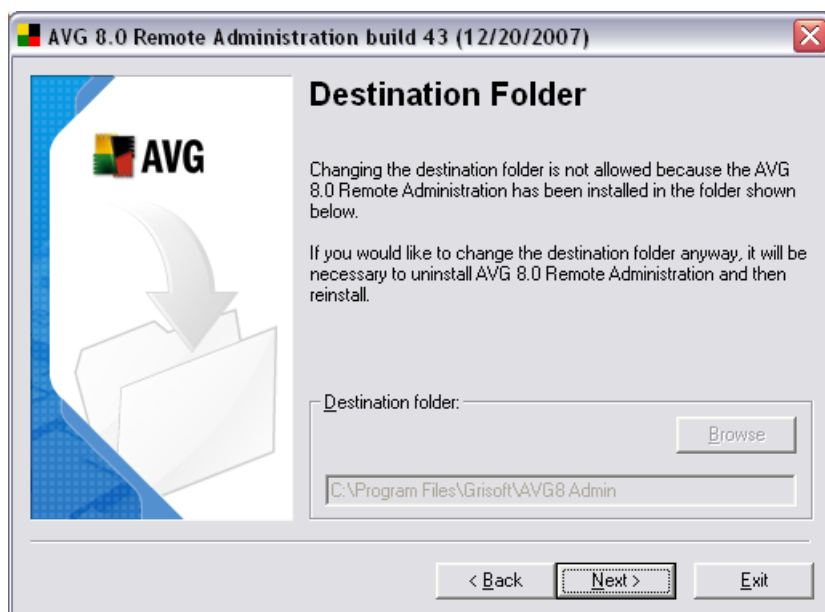 AVG 8.0 Remote Administration build 43 (12/20/2007)
AVG
Destination Folder
Changing the destination folder is not allowed because the AVG
8.0 Remote Administration has been installed in the folder shown
below.
If you would like to change the destination folder anyway, it will be
necessary to uninstall AVG 8.0 Remote Administration and then
reinstall.
Destination folder:
Browse
C:\Program Files\Grisoft\AVG8 Admin
< Back
Next >
Exit